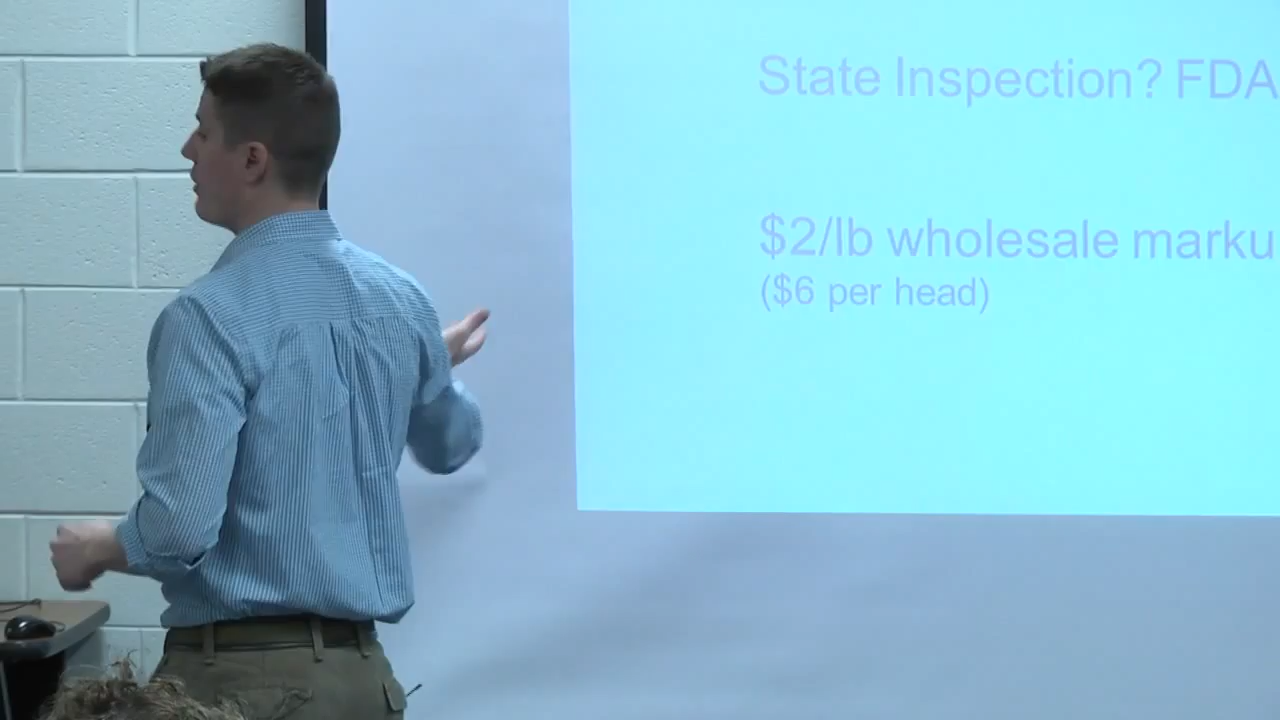 State Inspection? FDA
$2/lb wholesale marku
($6 per head)